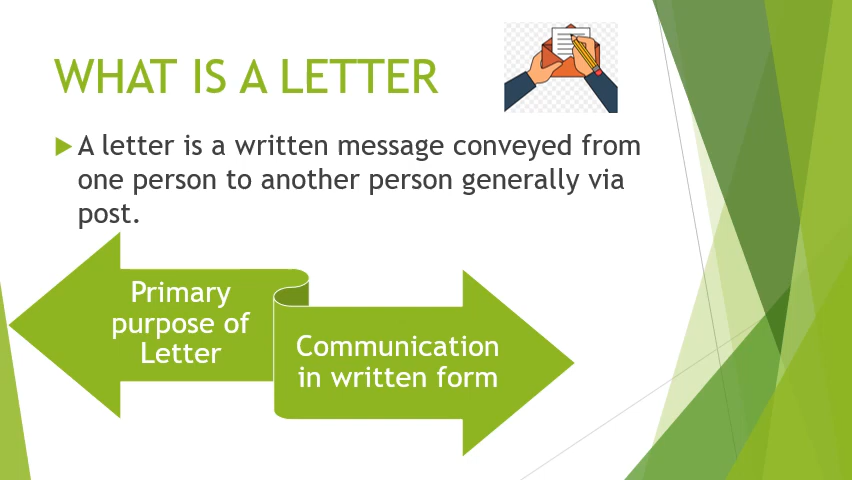 WHAT IS A LETTER
A letter is a written message conveyed from
one person to another person generally via
post.
Primary
purpose of
Letter
Communication
in written form